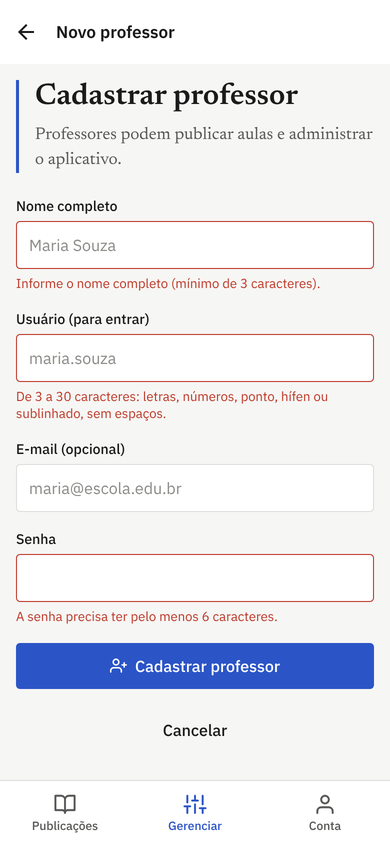 Novo professor
Cadastrar professor
Professores podem publicar aulas e administrar
o aplicativo.
Nome completo
Maria Souza
Informe o nome completo (mínimo de 3 caracteres).
Usuário (para entrar)
maria.souza
De 3 a 30 caracteres: letras, números, ponto, hífen ou
sublinhado, sem espaços.
E-mail (opcional)
maria@escola.edu.br
Senha
A senha precisa ter pelo menos 6 caracteres.
Cadastrar professor
Cancelar
Publicações
Gerenciar
Conta